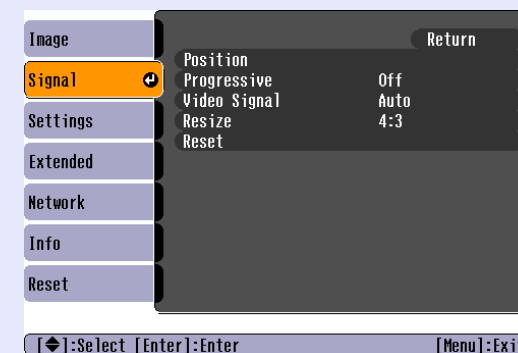 Image
Signal
Settings
Extended
Network
Info
Reset
Return
Position
Progressive Off
Video Signal Auto
Resize 4:3
Reset
[◆]:Select [Enter]:Enter [Menu]:Exi